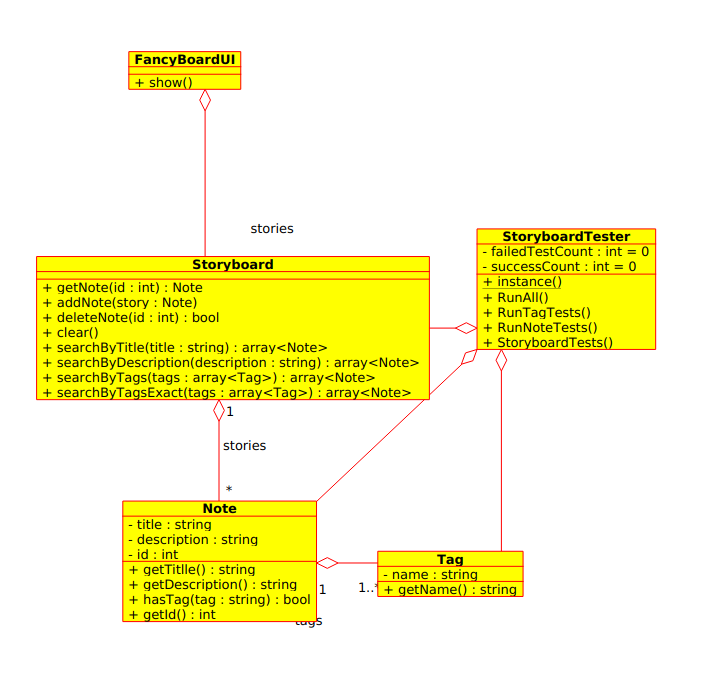 FancyBoardUI
+ show()
stories
StoryboardTester
- failedTestCount : int = 0
- successCount : int = 0
+ instance()
+ RunAll()
+ RunTagTests()
+ RunNoteTests()
+ StoryboardTests()
Storyboard
+ getNote(id : int) : Note
+ addNote(story : Note)
+ deleteNote(id : int) : bool
+ clear()
+ searchByTitle(title : string) : array<Note>
+ searchByDescription(description : string) : array<Note>
+ searchByTags(tags : array<Tag>) : array<Note>
+ searchByTagsExact(tags : array<Tag>) : array<Note>
1
stories
*
Note
- title : string
- description : string
- id : int
+ getTitlle() : string
+ getDescription() : string
+ hasTag(tag : string) : bool
+ getId() : int
Tag
- name : string
+ getName() : string
1
1..*
tags